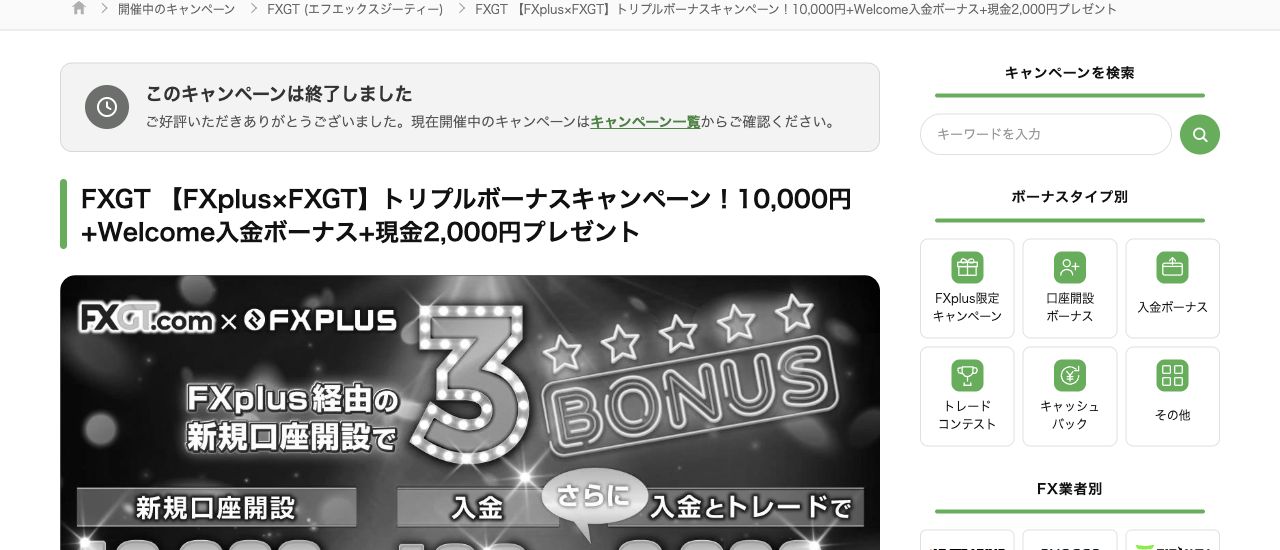 開催中のキャンペーン
FXGT (エフエックスジーティー)
FXGT 【FXplus×FXGT】トリプルボーナスキャンペーン！10,000円+Welcome入金ボーナス+現金2,000円プレゼント
このキャンペーンは終了しました
ご好評いただきありがとうございました。現在開催中のキャンペーンはキャンペーン一覧からご確認ください。
FXGT 【FXplus×FXGT】トリプルボーナスキャンペーン！10,000円
+Welcome入金ボーナス+現金2,000円プレゼント
FXGT.com × FXPLUS
FXplus経由の
新規口座開設で
3
BONUS
新規口座開設
入金
さらに
入金とトレードで
キャンペーンを検索
キーワードを入力
ボーナスタイプ別
FXplus限定
キャンペーン
口座開設
ボーナス
入金ボーナス
トレード
コンテスト
キャッシュ
バック
その他
FX業者別